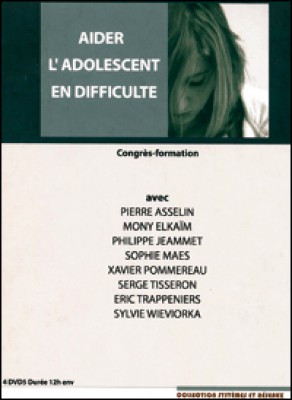 AIDER
L'ADOLESCENT
EN DIFFICULTE
Congrès-formation
avec
PIERRE ASSELIN
MONY ELKAÏM
PHILIPPE JEAMMET
SOPHIE MAES
XAVIER POMMEREAU
SERGE TISSERON
ERIC TRAPPENIERS
SYLVIE WIEVIORKA
4 DVDS Durée 12h env
COLLECTION SYSTÈMES ET RÉSEAUX